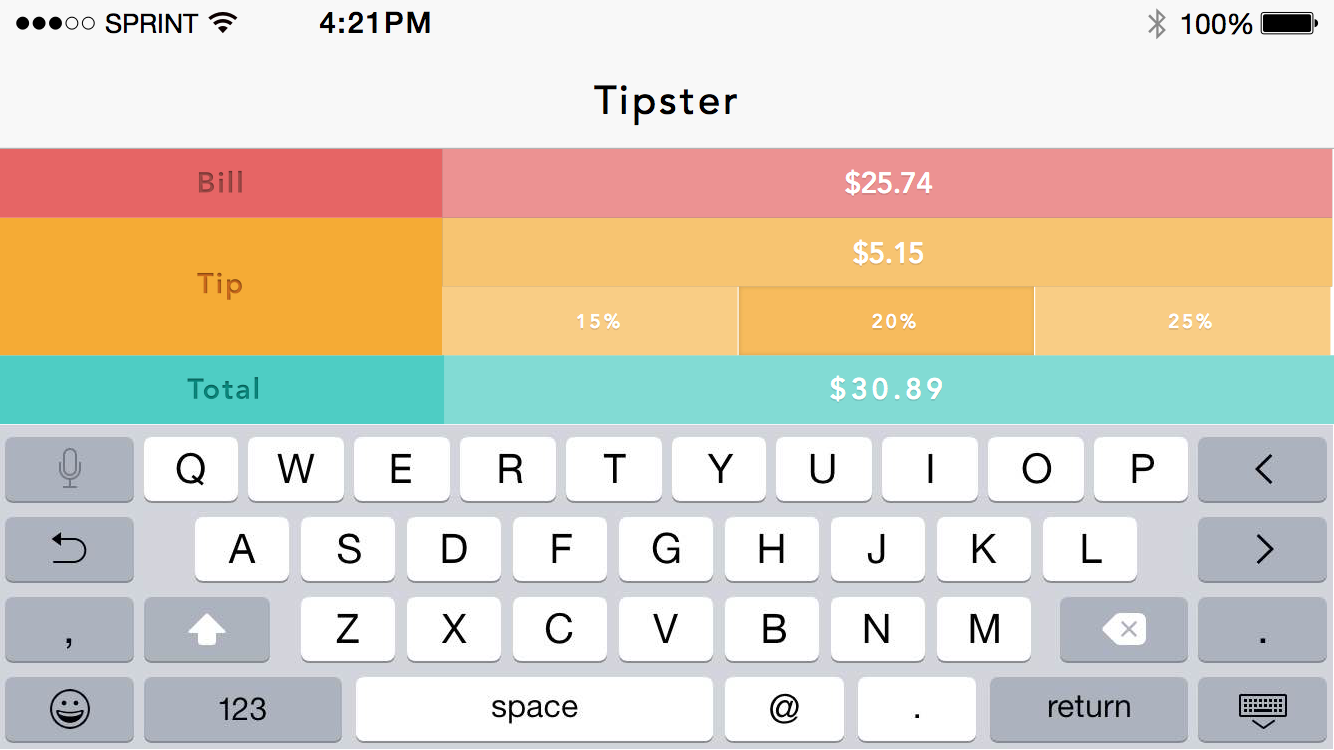 SPRINT 4:21PM 100%
Tipster
Bill $25.74
Tip $5.15
15% 20% 25%
Total $30.89
Q W E R T Y U I O P <
A S D F G H J K L >
, Z X C V B N M .
123 space @ . return